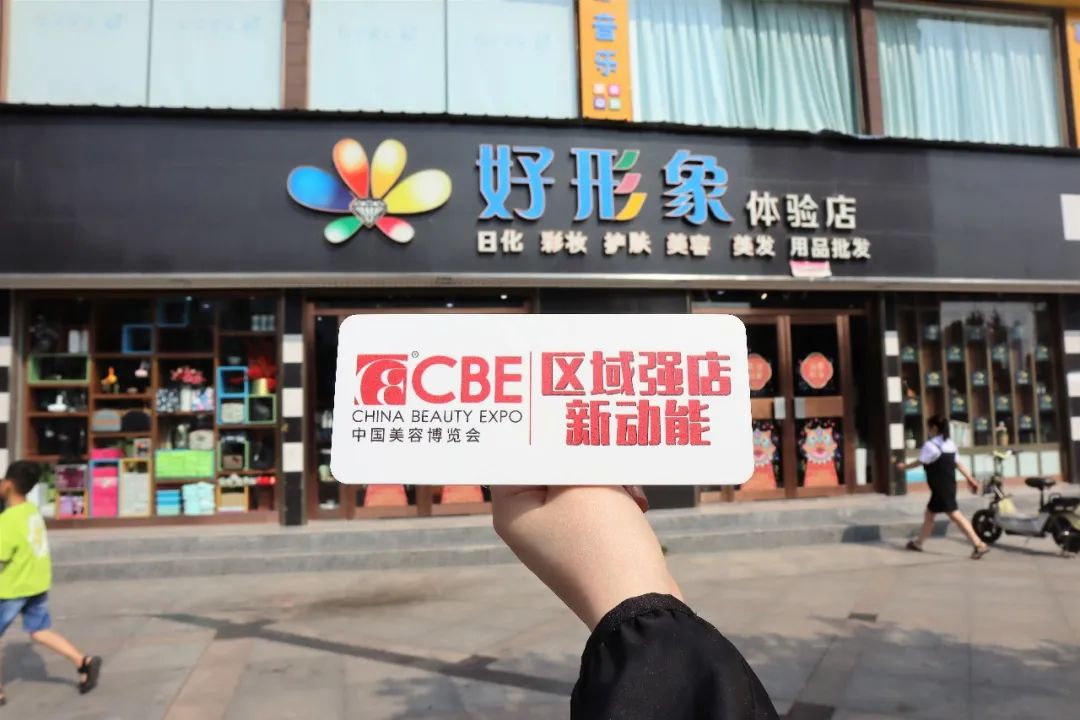 音乐
好形象 体验店
日化 彩妆 护肤 美容 美发 用品批发
® CBE
CHINA BEAUTY EXPO
中国美容博览会
区域强店
新动能